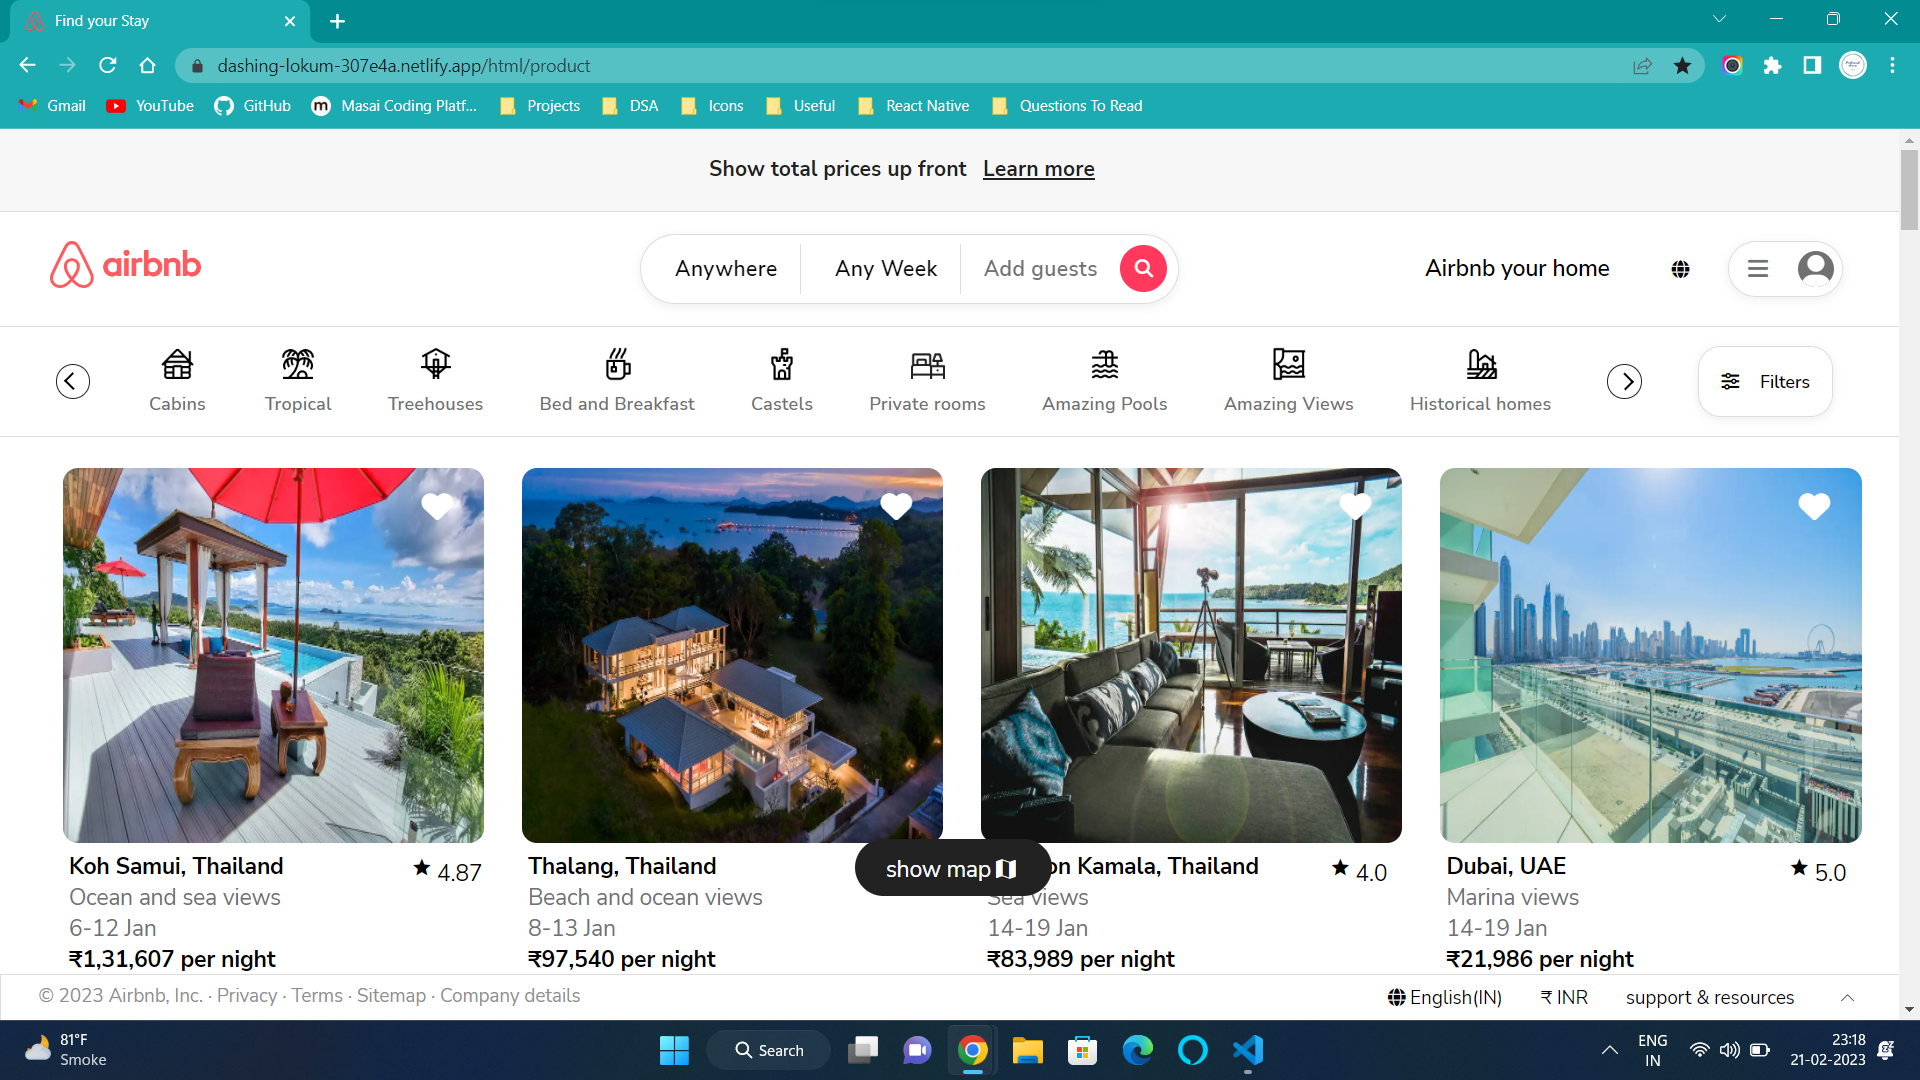 Find your Stay
dashing-lokum-307e4a.netlify.app/html/product
Gmail YouTube GitHub Masai Coding Platf... Projects DSA Icons Useful React Native Questions To Read
Show total prices up front Learn more
airbnb Anywhere Any Week Add guests Airbnb your home
Cabins Tropical Treehouses Bed and Breakfast Castels Private rooms Amazing Pools Amazing Views Historical homes Filters
Koh Samui, Thailand 4.87
Ocean and sea views
6-12 Jan
₹1,31,607 per night
Thalang, Thailand
Beach and ocean views
8-13 Jan
₹97,540 per night
show map
on Kamala, Thailand 4.0
Sea views
14-19 Jan
₹83,989 per night
Dubai, UAE 5.0
Marina views
14-19 Jan
₹21,986 per night
© 2023 Airbnb, Inc. · Privacy · Terms · Sitemap · Company details English(IN) ₹ INR support & resources
81°F
Smoke
Search
ENG
IN
23:18
21-02-2023